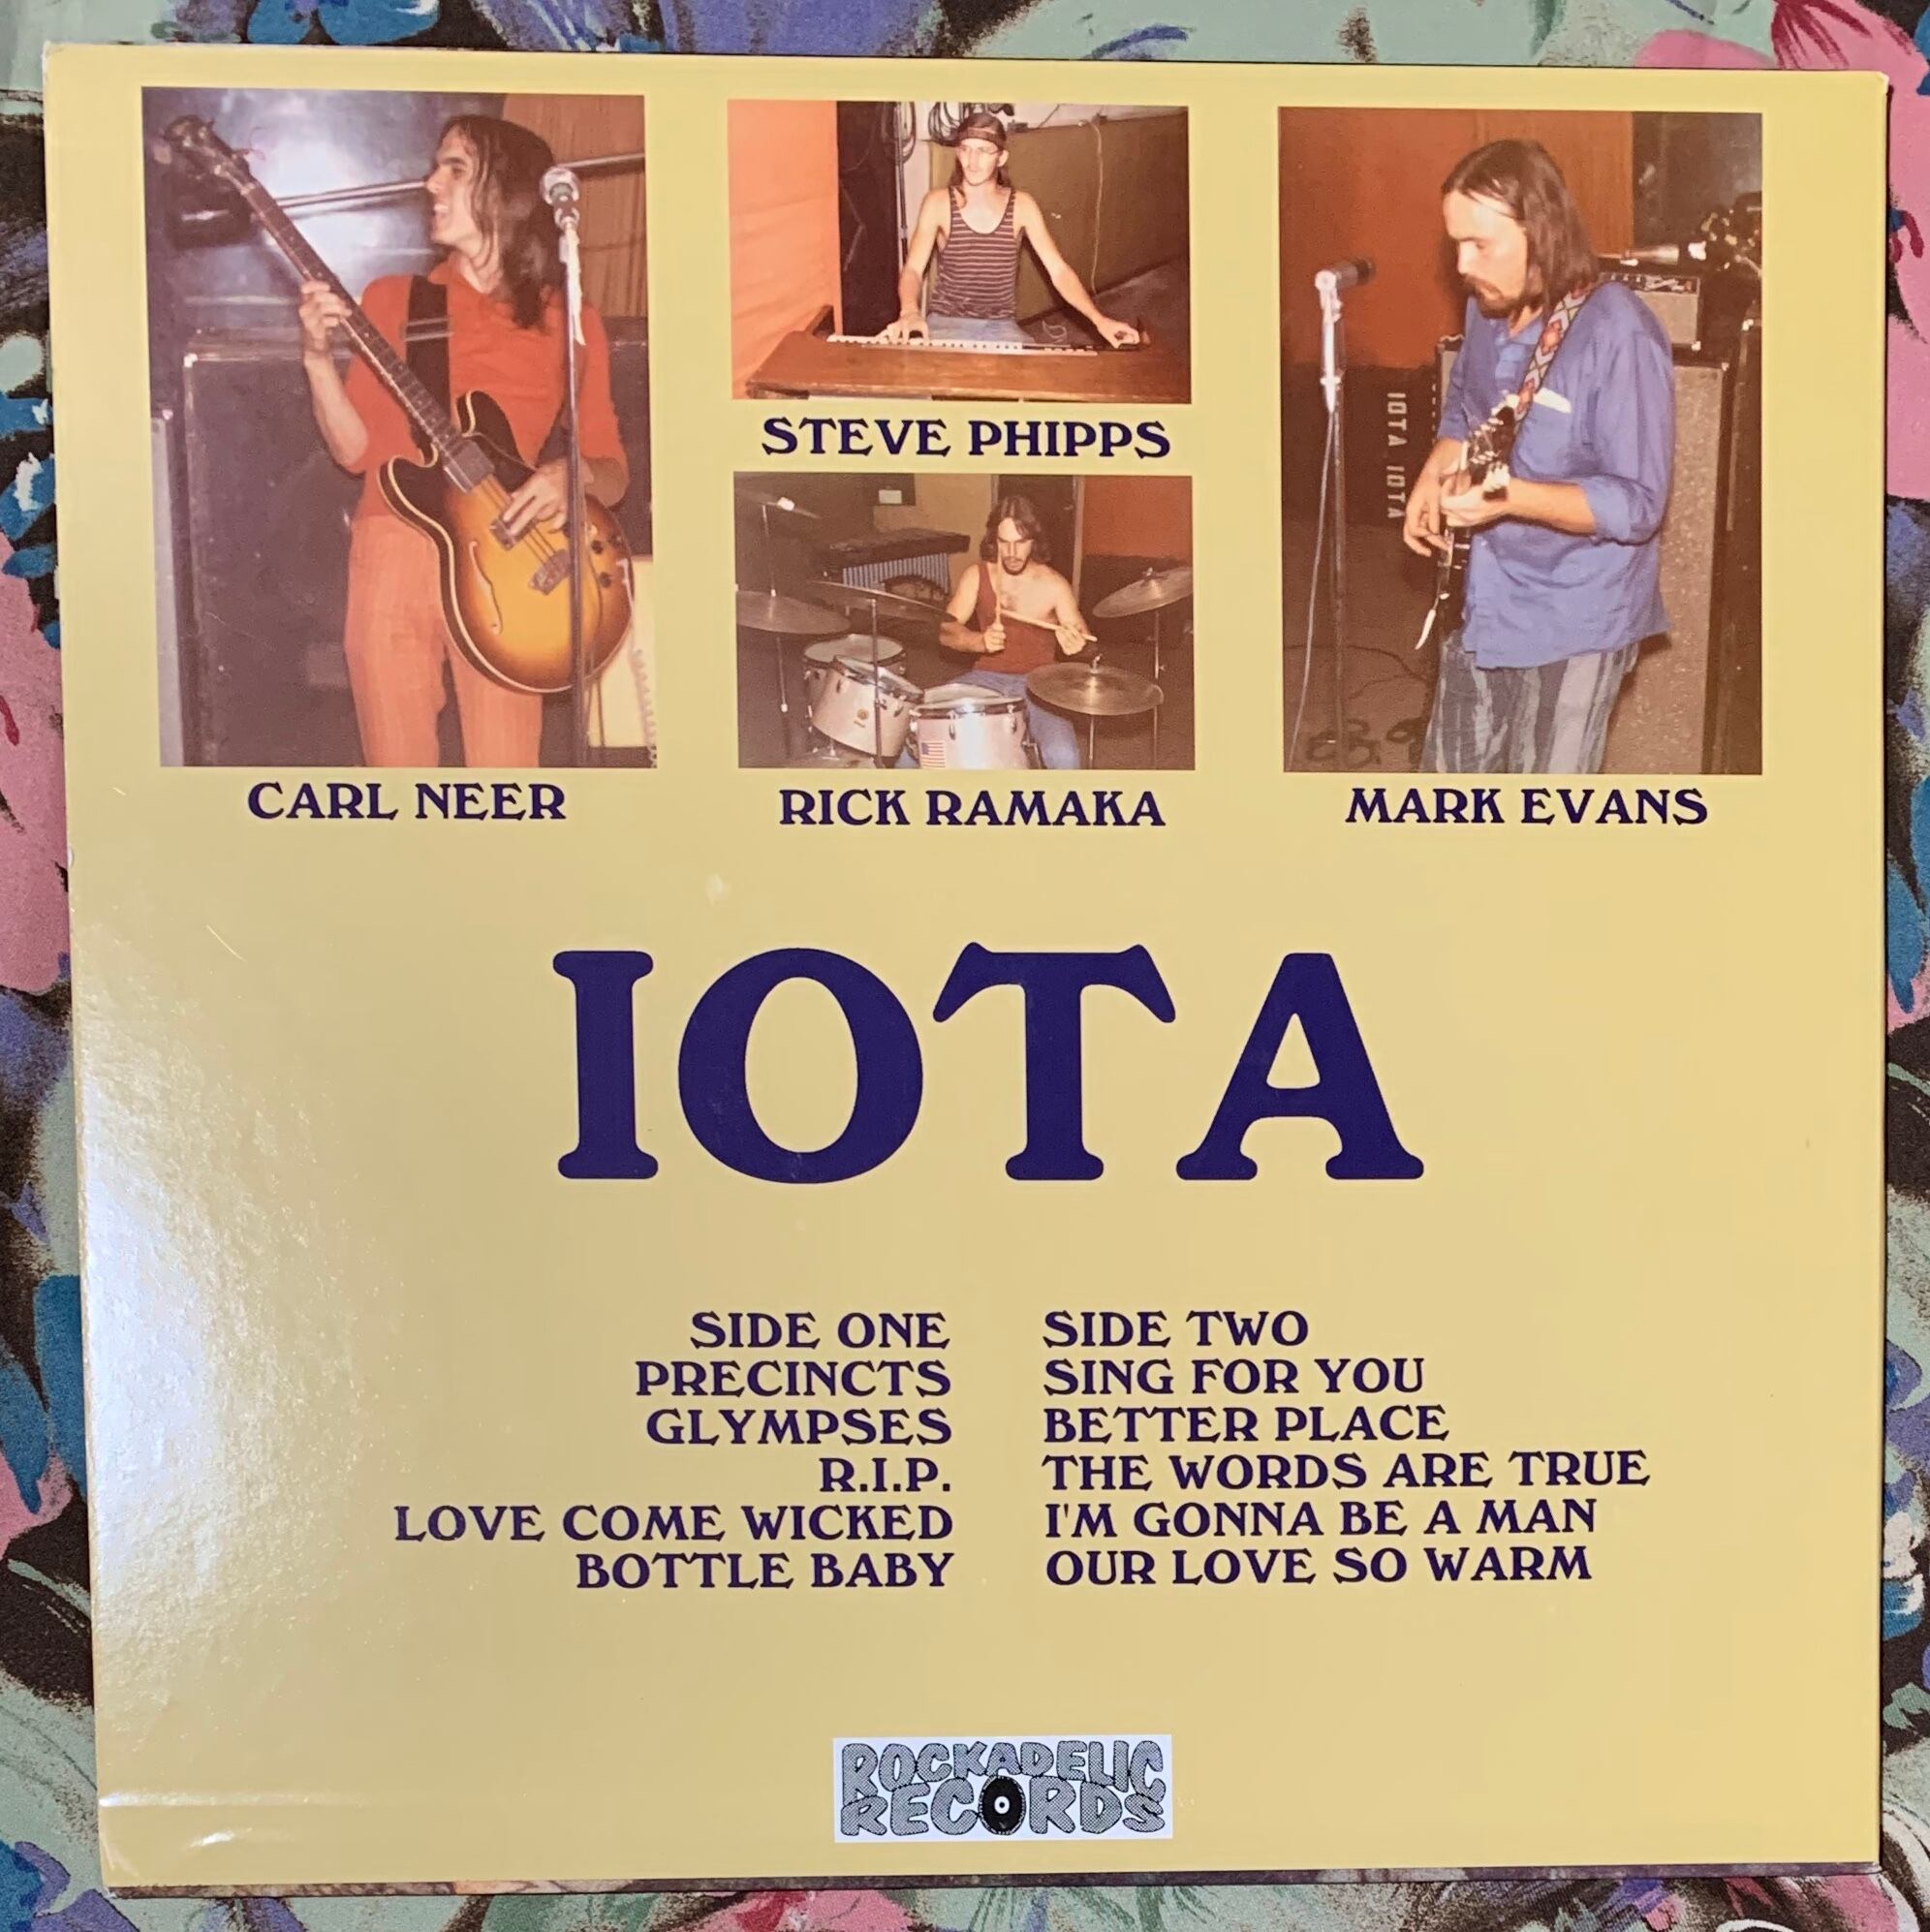 STEVE PHIPPS
IOTA IOTA
CARL NEER
RICK RAMAKA
MARK EVANS
IOTA
SIDE ONE
PRECINCTS
GLYMPSES
R.I.P.
LOVE COME WICKED
BOTTLE BABY
SIDE TWO
SING FOR YOU
BETTER PLACE
THE WORDS ARE TRUE
I'M GONNA BE A MAN
OUR LOVE SO WARM
ROCKADELIC
RECORDS